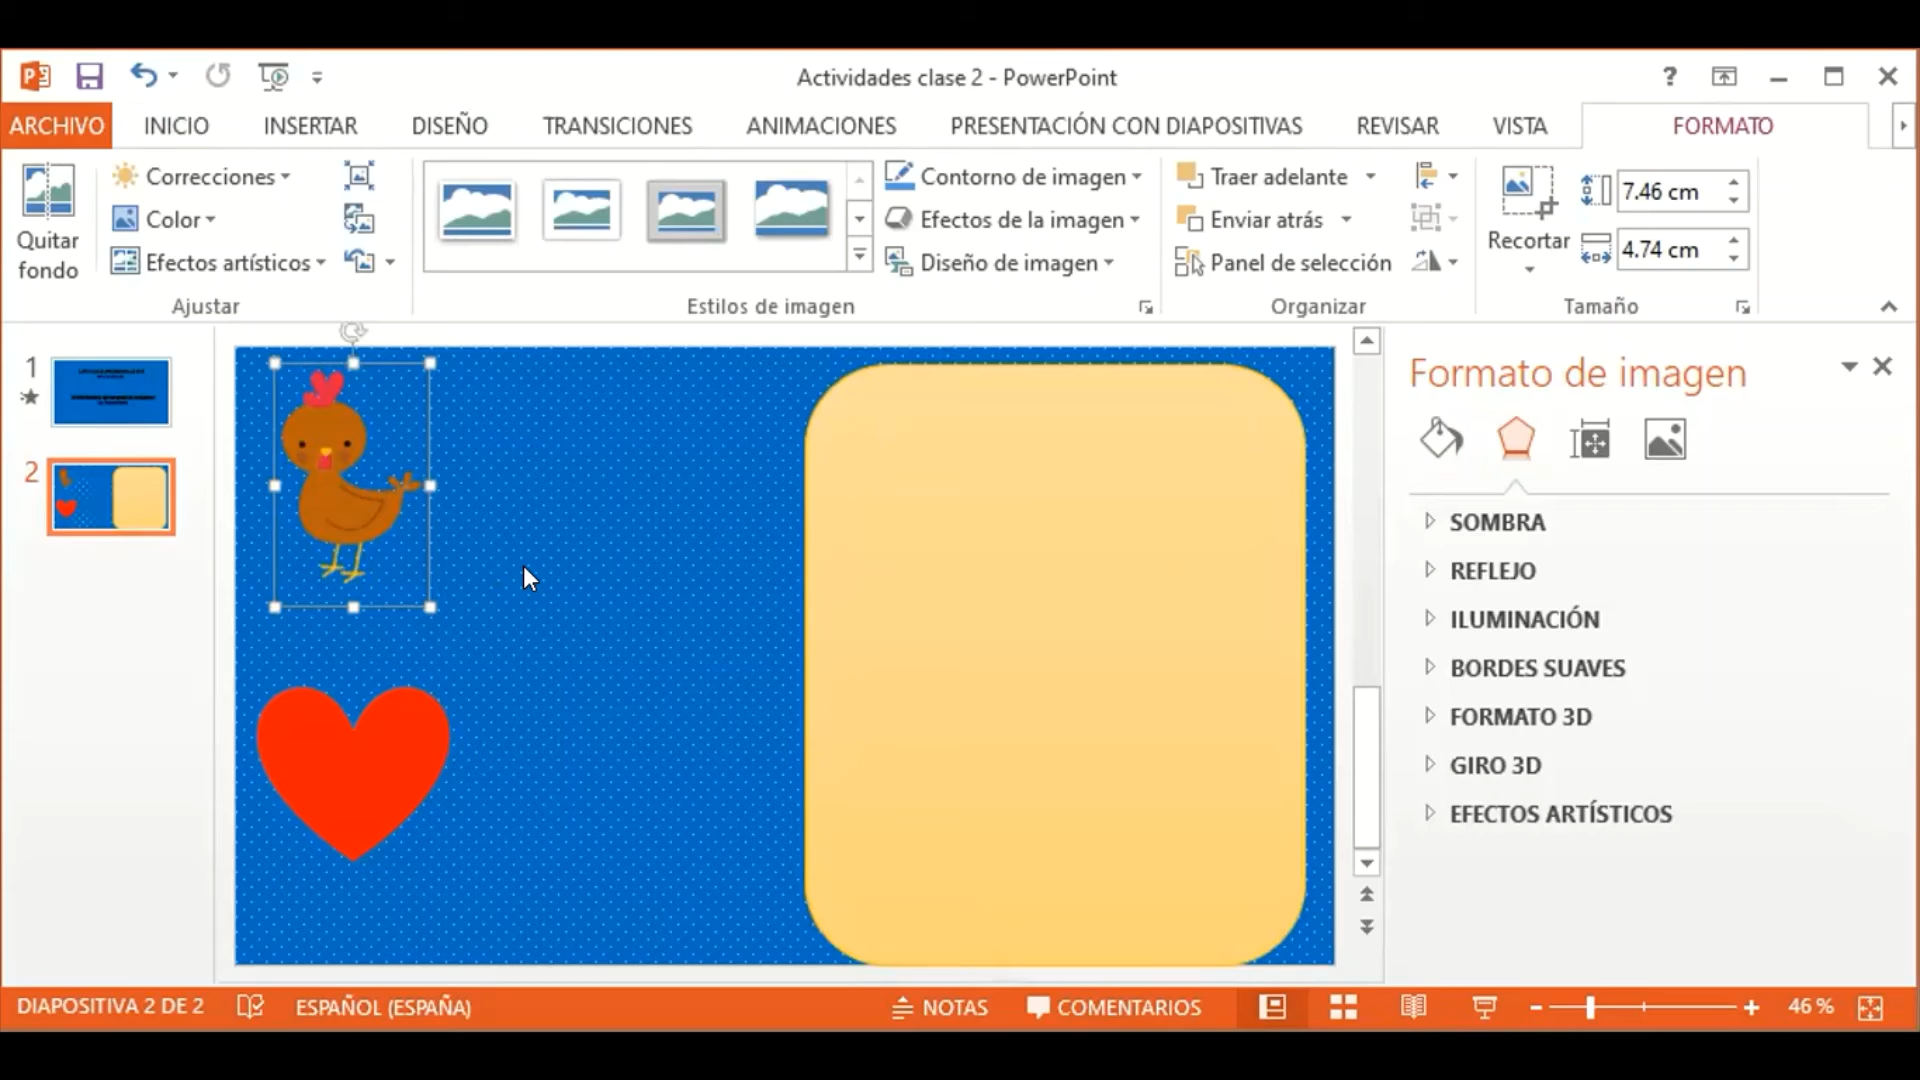 Actividades clase 2 - PowerPoint
?
ARCHIVO INICIO INSERTAR DISEÑO TRANSICIONES ANIMACIONES PRESENTACIÓN CON DIAPOSITIVAS REVISAR VISTA FORMATO
Quitar fondo
Correcciones
Color
Efectos artísticos
Ajustar
Estilos de imagen
Contorno de imagen
Efectos de la imagen
Diseño de imagen
Traer adelante
Enviar atrás
Panel de selección
Organizar
Recortar
7.46 cm
4.74 cm
Tamaño
1
2
Formato de imagen
SOMBRA
REFLEJO
ILUMINACIÓN
BORDES SUAVES
FORMATO 3D
GIRO 3D
EFECTOS ARTÍSTICOS
DIAPOSITIVA 2 DE 2 ESPAÑOL (ESPAÑA) NOTAS COMENTARIOS 46 %